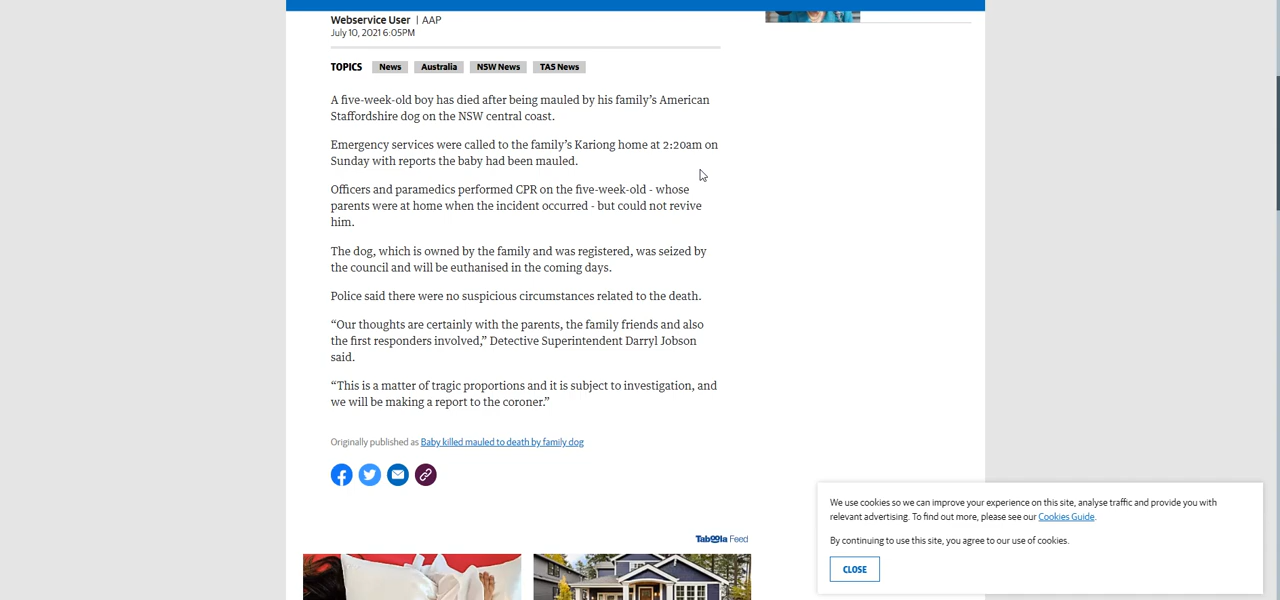 Webservice User | AAP
July 10, 2021 6:05PM
TOPICS News Australia NSW News TAS News
A five-week-old boy has died after being mauled by his family’s American
Staffordshire dog on the NSW central coast.
Emergency services were called to the family’s Kariong home at 2:20am on
Sunday with reports the baby had been mauled.
Officers and paramedics performed CPR on the five-week-old - whose
parents were at home when the incident occurred - but could not revive
him.
The dog, which is owned by the family and was registered, was seized by
the council and will be euthanised in the coming days.
Police said there were no suspicious circumstances related to the death.
“Our thoughts are certainly with the parents, the family friends and also
the first responders involved,” Detective Superintendent Darryl Jobson
said.
“This is a matter of tragic proportions and it is subject to investigation, and
we will be making a report to the coroner.”
Originally published as Baby killed mauled to death by family dog
Taboola Feed
We use cookies so we can improve your experience on this site, analyse traffic and provide you with
relevant advertising. To find out more, please see our Cookies Guide.
By continuing to use this site, you agree to our use of cookies.
CLOSE